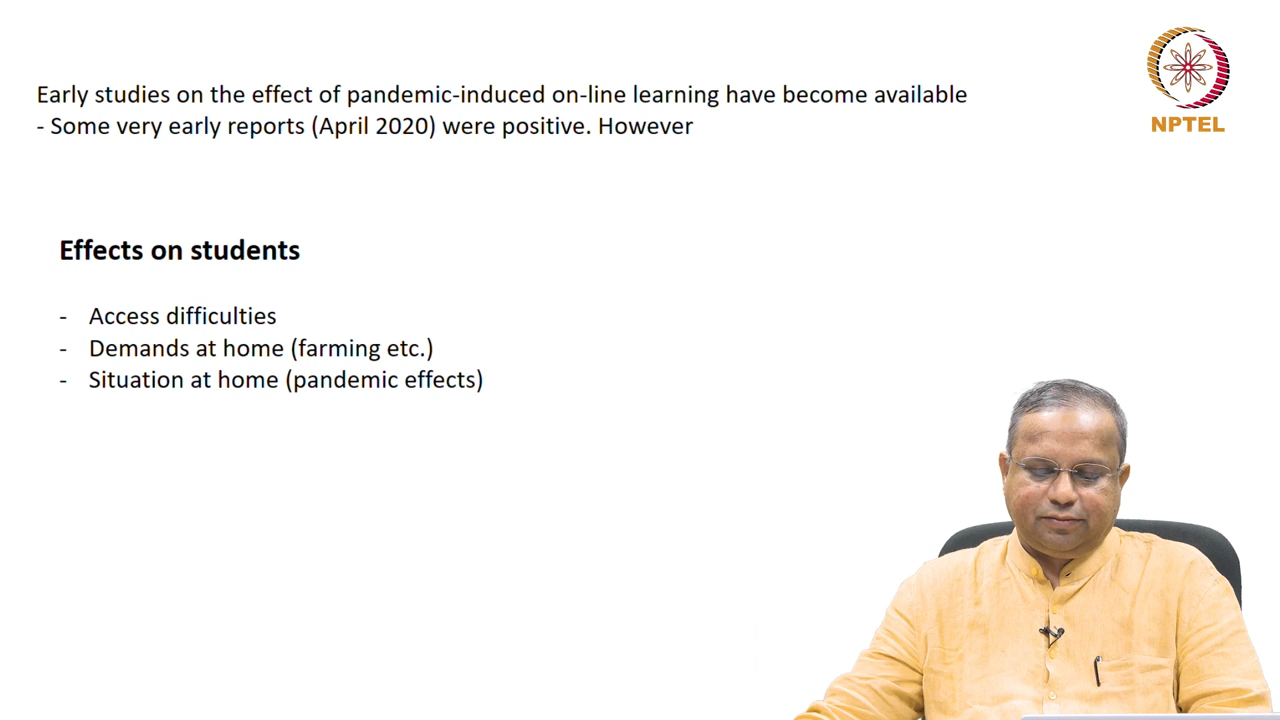 Early studies on the effect of pandemic-induced on-line learning have become available
- Some very early reports (April 2020) were positive. However
NPTEL
Effects on students
- Access difficulties
- Demands at home (farming etc.)
- Situation at home (pandemic effects)